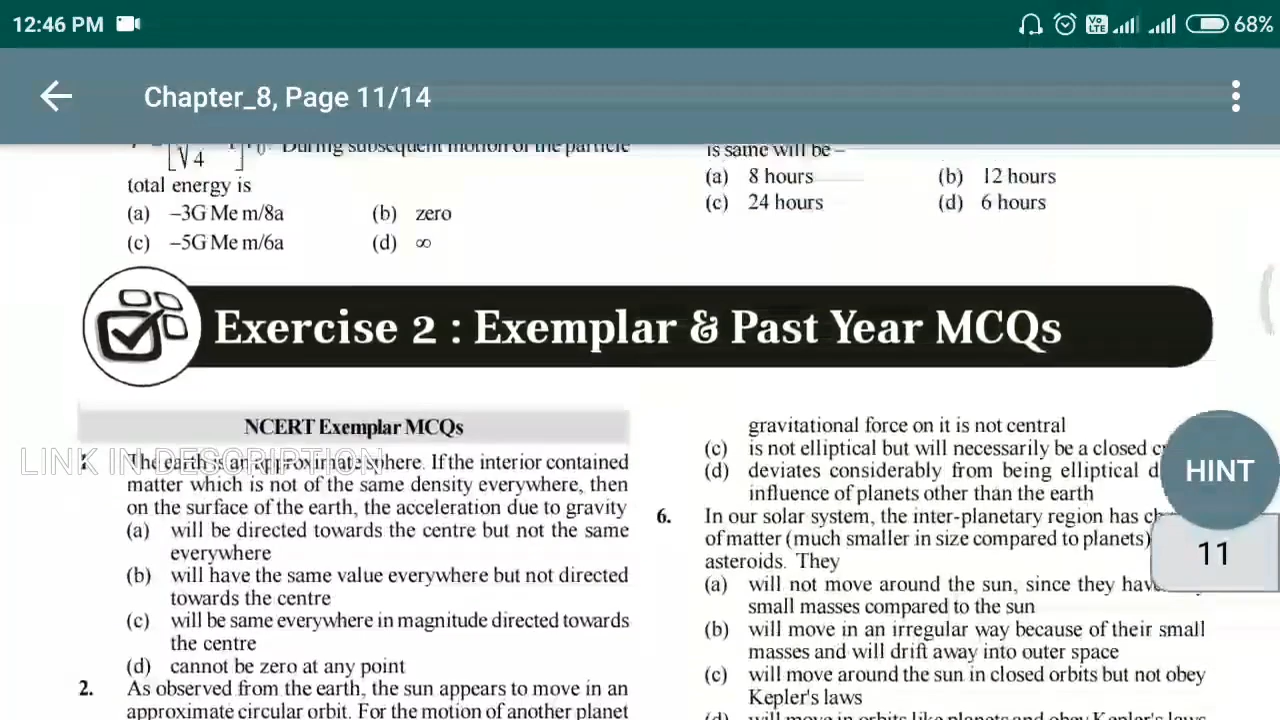 12:46 PM
Vo LTE
68%
Chapter_8, Page 11/14
During subsequent motion of the particle
total energy is
(a) –3G Me m/8a (b) zero
(c) –5G Me m/6a (d) ∞
is same will be –
(a) 8 hours (b) 12 hours
(c) 24 hours (d) 6 hours
Exercise 2 : Exemplar & Past Year MCQs
NCERT Exemplar MCQs
LINK IN DESCRIPTION
The earth is an approximate sphere. If the interior contained
matter which is not of the same density everywhere, then
on the surface of the earth, the acceleration due to gravity
(a) will be directed towards the centre but not the same
everywhere
(b) will have the same value everywhere but not directed
towards the centre
(c) will be same everywhere in magnitude directed towards
the centre
(d) cannot be zero at any point
2. As observed from the earth, the sun appears to move in an
approximate circular orbit. For the motion of another planet
gravitational force on it is not central
(c) is not elliptical but will necessarily be a closed
(d) deviates considerably from being elliptical
influence of planets other than the earth
6. In our solar system, the inter-planetary region has
of matter (much smaller in size compared to planets)
asteroids. They
(a) will not move around the sun, since they have
small masses compared to the sun
(b) will move in an irregular way because of their small
masses and will drift away into outer space
(c) will move around the sun in closed orbits but not obey
Kepler's laws
(d) will move in orbits like planets and obey Kepler's laws
HINT
11